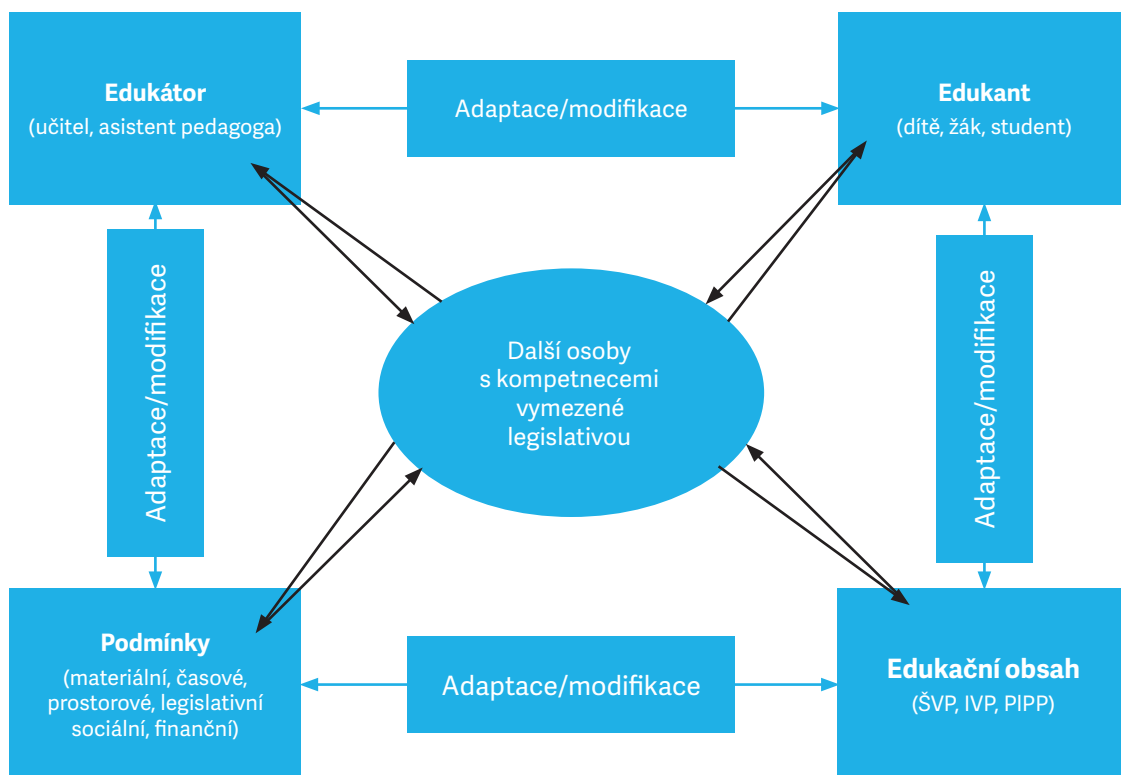 Edukátor
(učitel, asistent pedagoga)
Adaptace/modifikace
Edukant
(dítě, žák, student)
Adaptace/modifikace
Další osoby
s kompetnecemi
vymezené
legislativou
Adaptace/modifikace
Podmínky
(materiální, časové,
prostorové, legislativní
sociální, finanční)
Adaptace/modifikace
Edukační obsah
(ŠVP, IVP, PIPP)